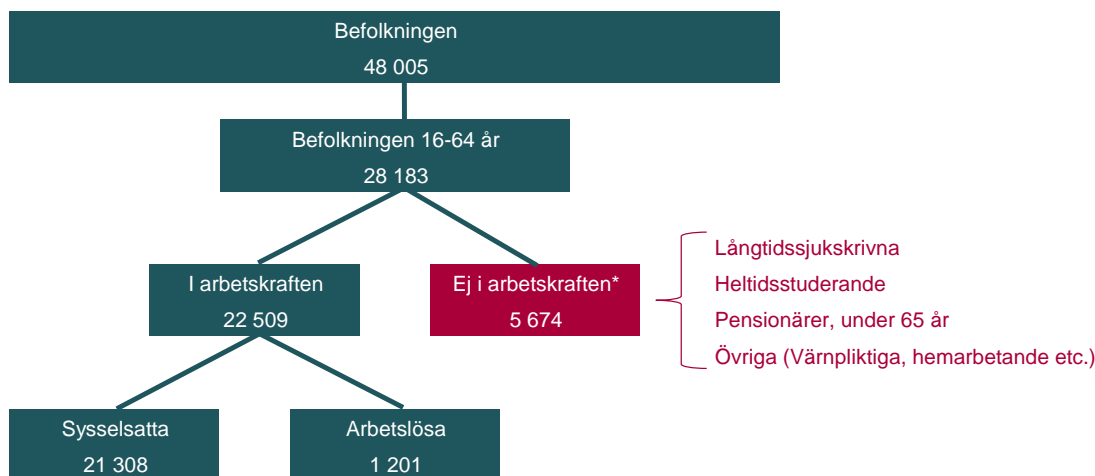 Befolkningen
48 005
Befolkningen 16-64 år
28 183
I arbetskraften
22 509
Ej i arbetskraften*
5 674
Långtidssjukskrivna
Heltidsstuderande
Pensionärer, under 65 år
Övriga (Värnpliktiga, hemarbetande etc.)
Sysselsatta
21 308
Arbetslösa
1 201